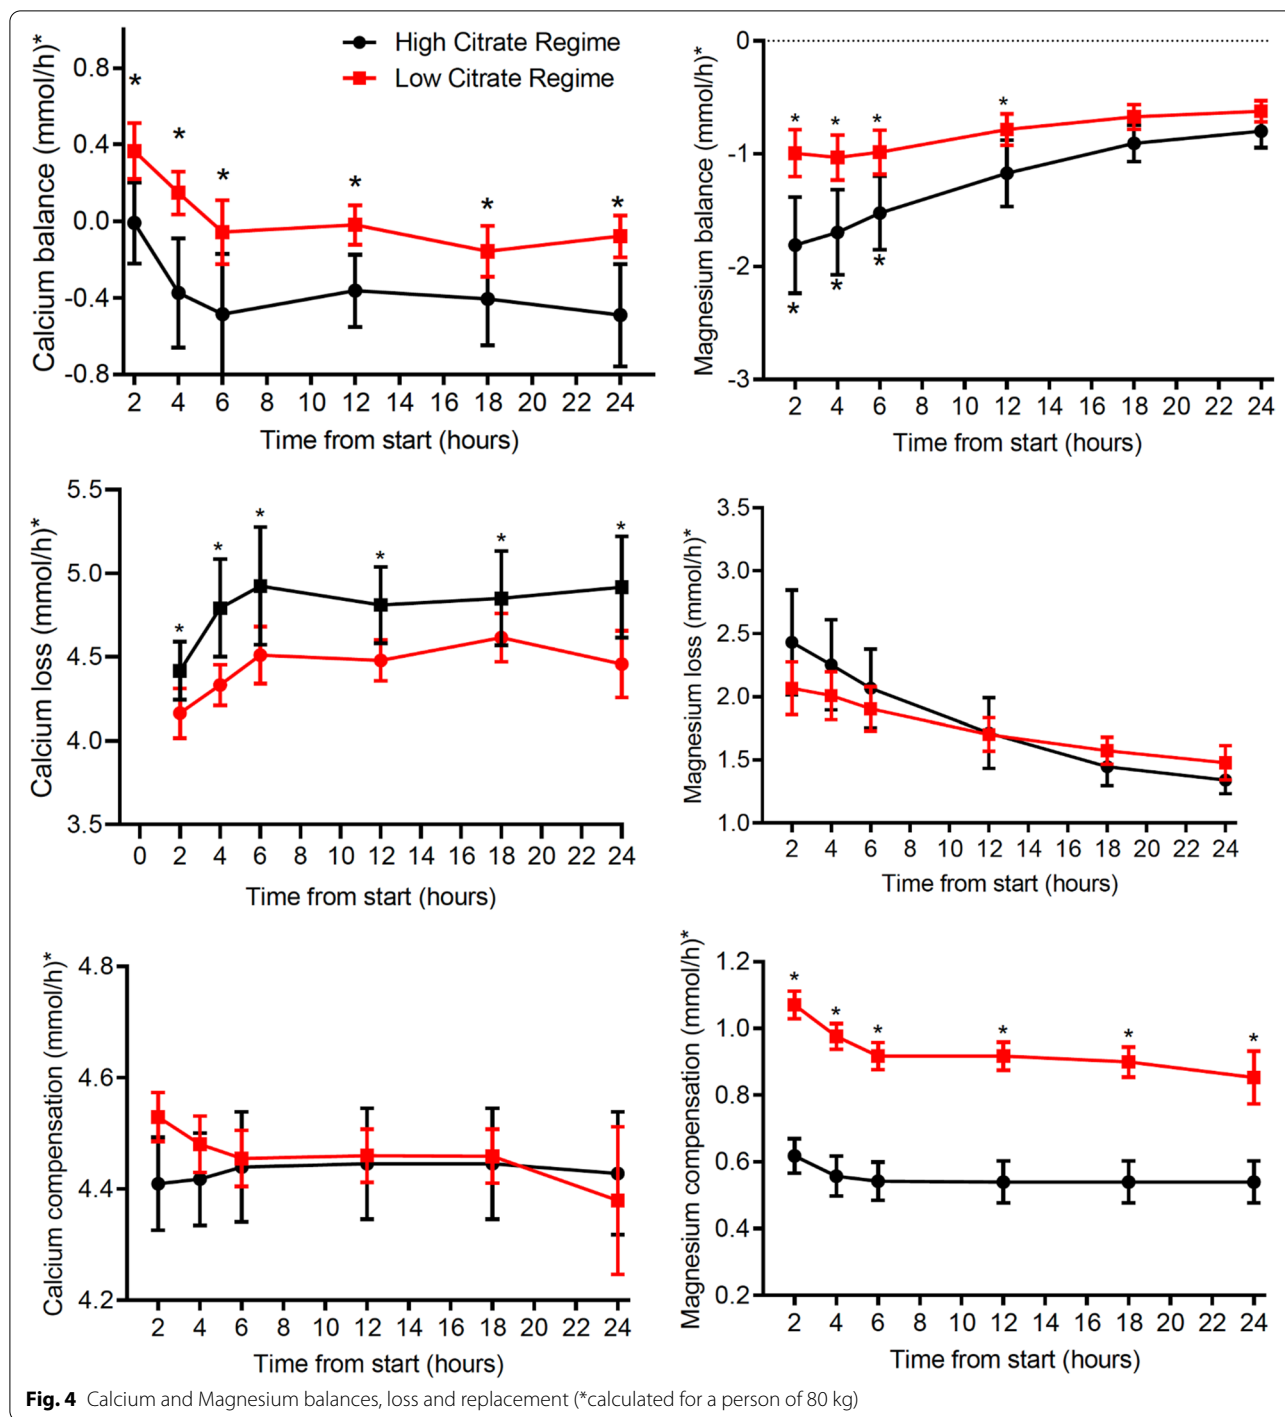 High Citrate Regime
Low Citrate Regime
Calcium balance (mmol/h)*
0.8
0.4
0.0
-0.4
-0.8
* * * * * *
2 4 6 8 10 12 14 16 18 20 22 24
Time from start (hours)
Magnesium balance (mmol/h)*
0
-1
-2
-3
* * * *
* * *
2 4 6 8 10 12 14 16 18 20 22 24
Time from start (hours)
Calcium loss (mmol/h)*
5.5
5.0
4.5
4.0
3.5
* * * * * *
0 2 4 6 8 10 12 14 16 18 20 22 24
Time from start (hours)
Magnesium loss (mmol/h)*
3.5
3.0
2.5
2.0
1.5
1.0
2 4 6 8 10 12 14 16 18 20 22 24
Time from start (hours)
Calcium compensation (mmol/h)*
4.8
4.6
4.4
4.2
2 4 6 8 10 12 14 16 18 20 22 24
Time from start (hours)
Magnesium compensation (mmol/h)*
1.2
1.0
0.8
0.6
0.4
0.2
* * * * * *
2 4 6 8 10 12 14 16 18 20 22 24
Time from start (hours)
Fig. 4 Calcium and Magnesium balances, loss and replacement (*calculated for a person of 80 kg)